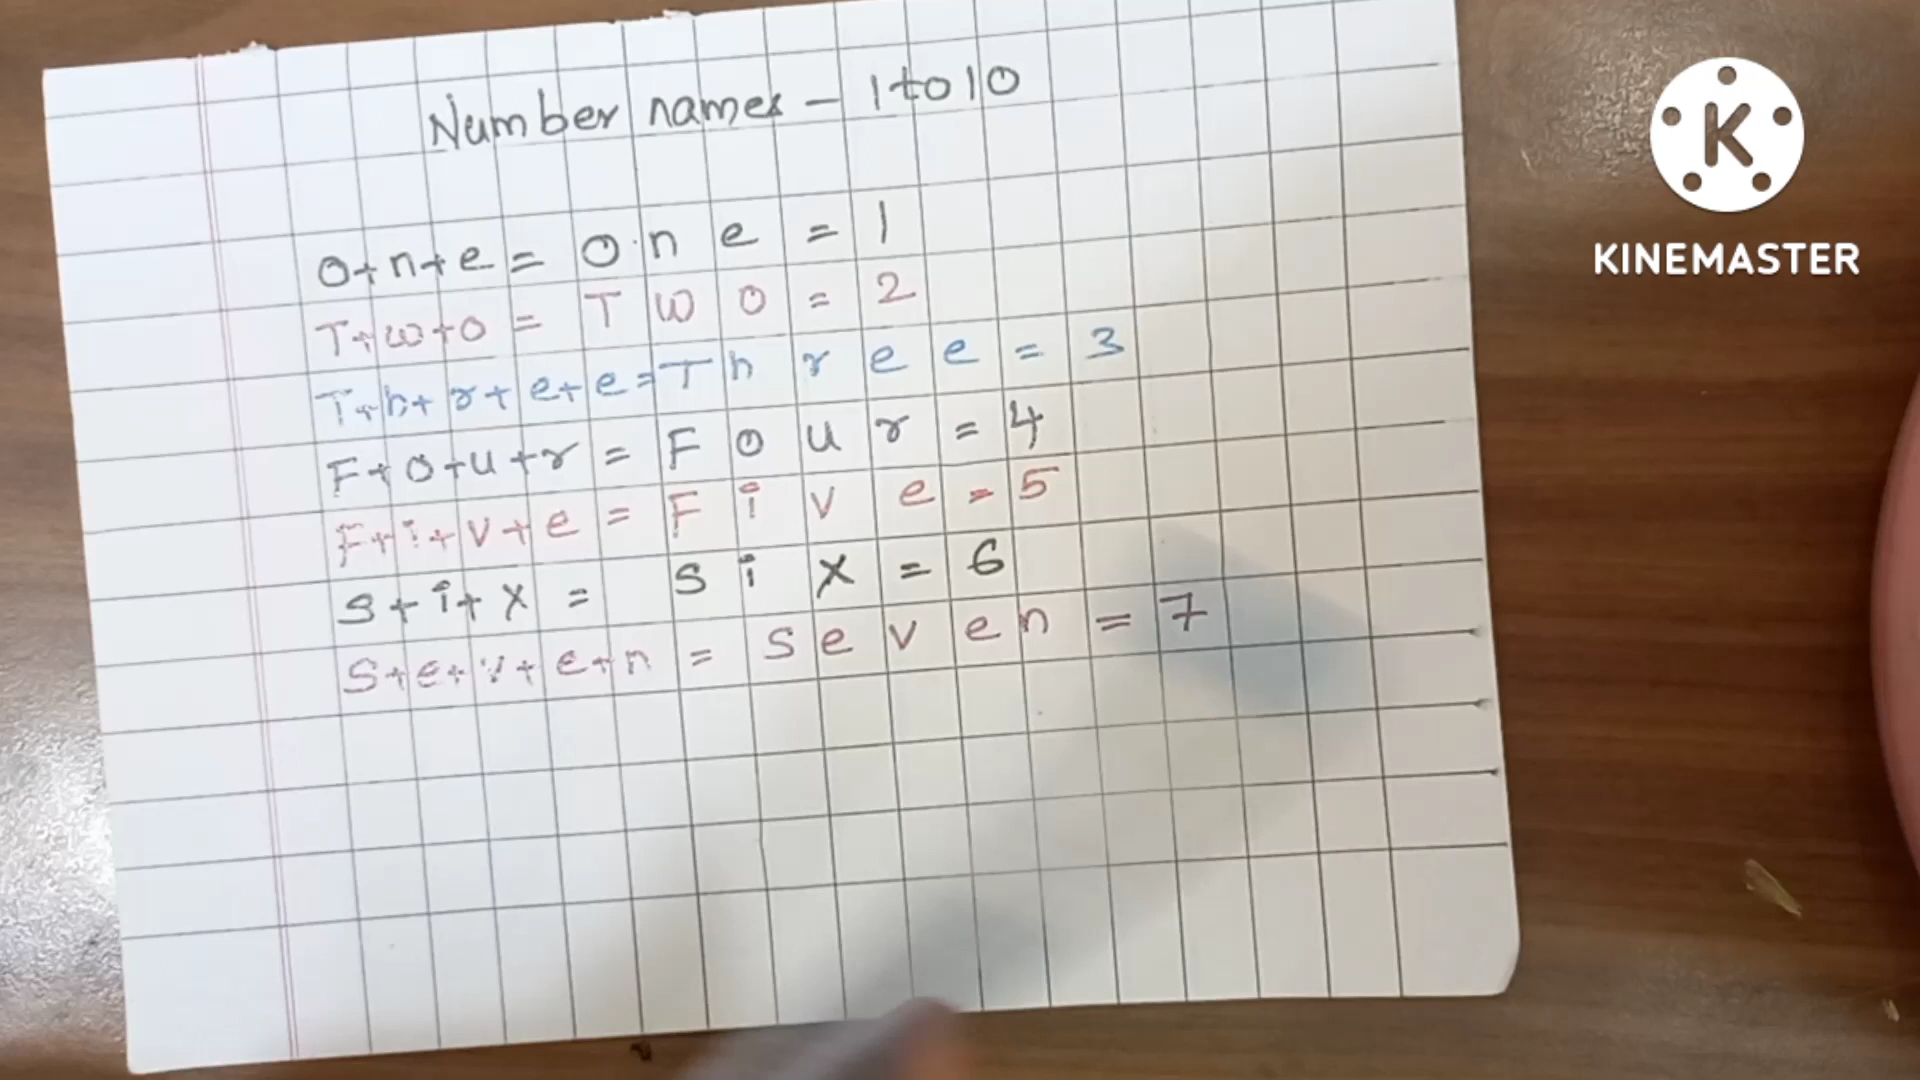 Number names - 1 to 10
O+n+e = O n e = 1
T+w+o = T w o = 2
T+h+r+e+e = T h r e e = 3
F+o+u+r = F o u r = 4
F+i+v+e = F i v e = 5
S+i+x = S i x = 6
S+e+v+e+n = S e v e n = 7
K
KINEMASTER